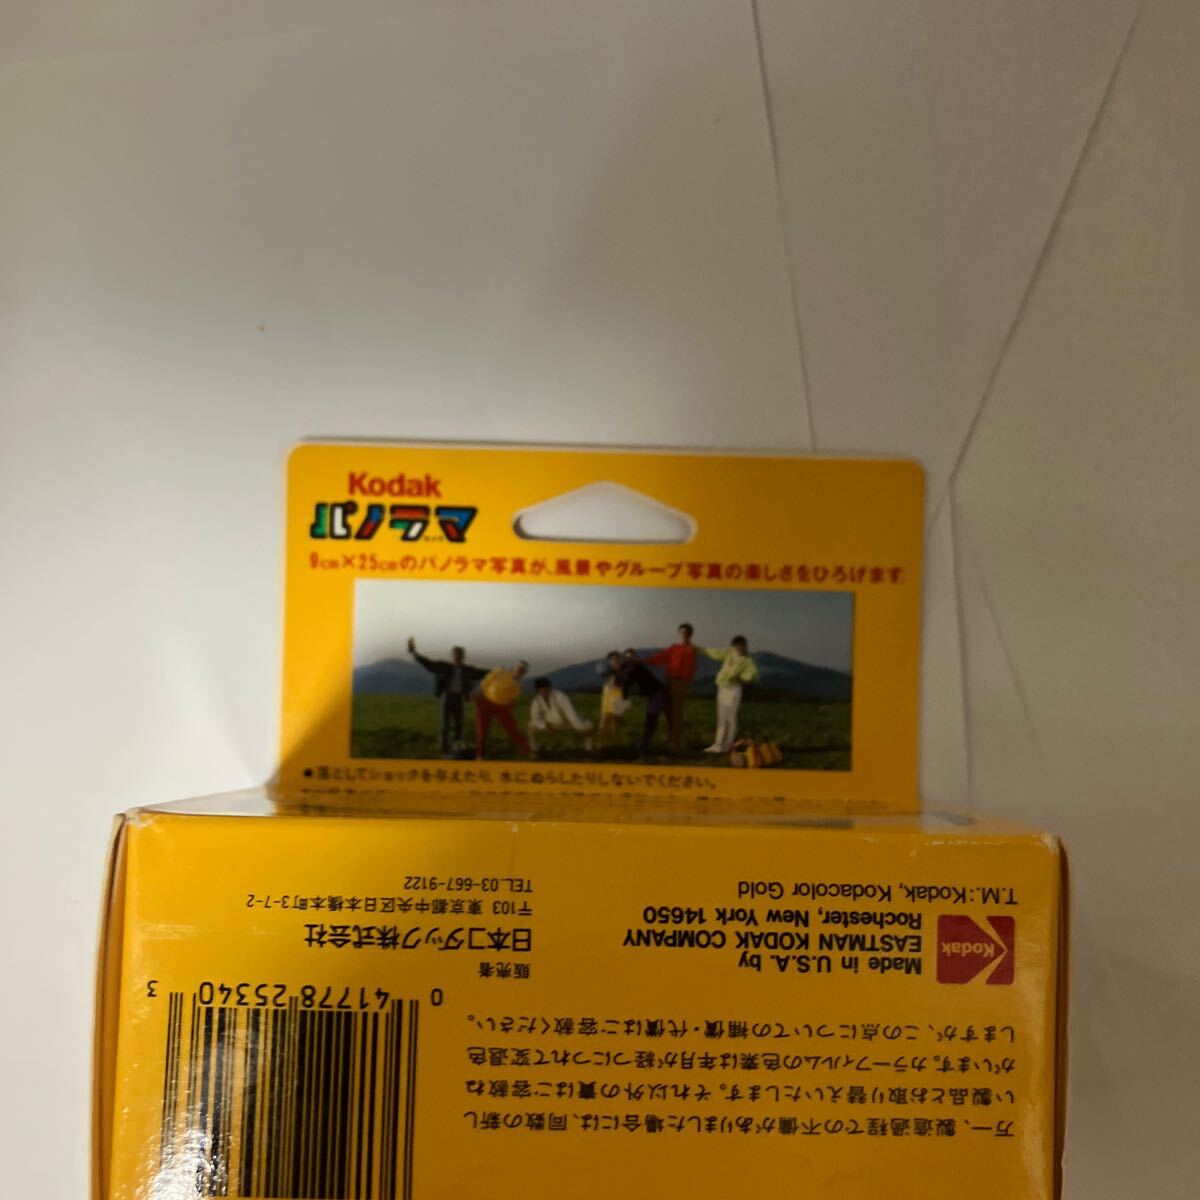 Kodak
パノラマ
9cm×25cmのパノラマ写真が、風景やグループ写真の楽しさをひろげます。
●落としてショックを与えたり、水にぬらしたりしないでください。
万一、製造過程での不備がありました場合には、同数の新し
い製品とお取り替えいたします。それ以外の責はご容赦ね
がいます。カラーフィルムの色素は年月が経つにつれて変退色
しますが、この点についての補償・代償はご容赦ください。
Kodak
Made in U.S.A. by
EASTMAN KODAK COMPANY
Rochester, New York 14650
T.M.:Kodak, Kodacolor Gold
販売者
日本コダック株式会社
〒103 東京都中央区日本橋本町3-7-2
TEL.03-667-9122
0 41778 25340 3